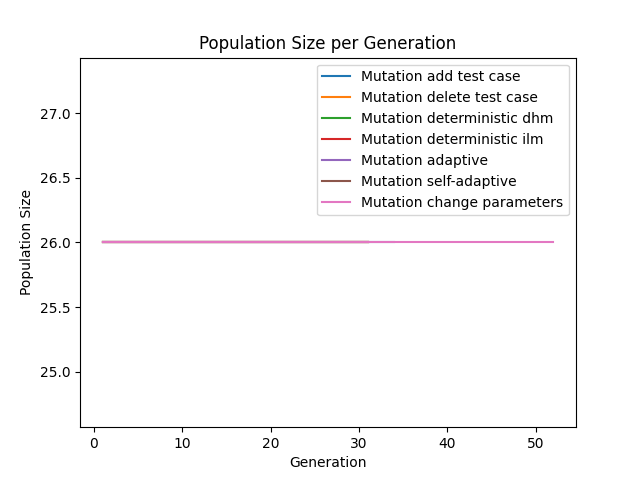 Population Size per Generation
Mutation add test case
Mutation delete test case
Mutation deterministic dhm
Mutation deterministic ilm
Mutation adaptive
Mutation self-adaptive
Mutation change parameters
Population Size
27.0
26.5
26.0
25.5
25.0
0 10 20 30 40 50
Generation